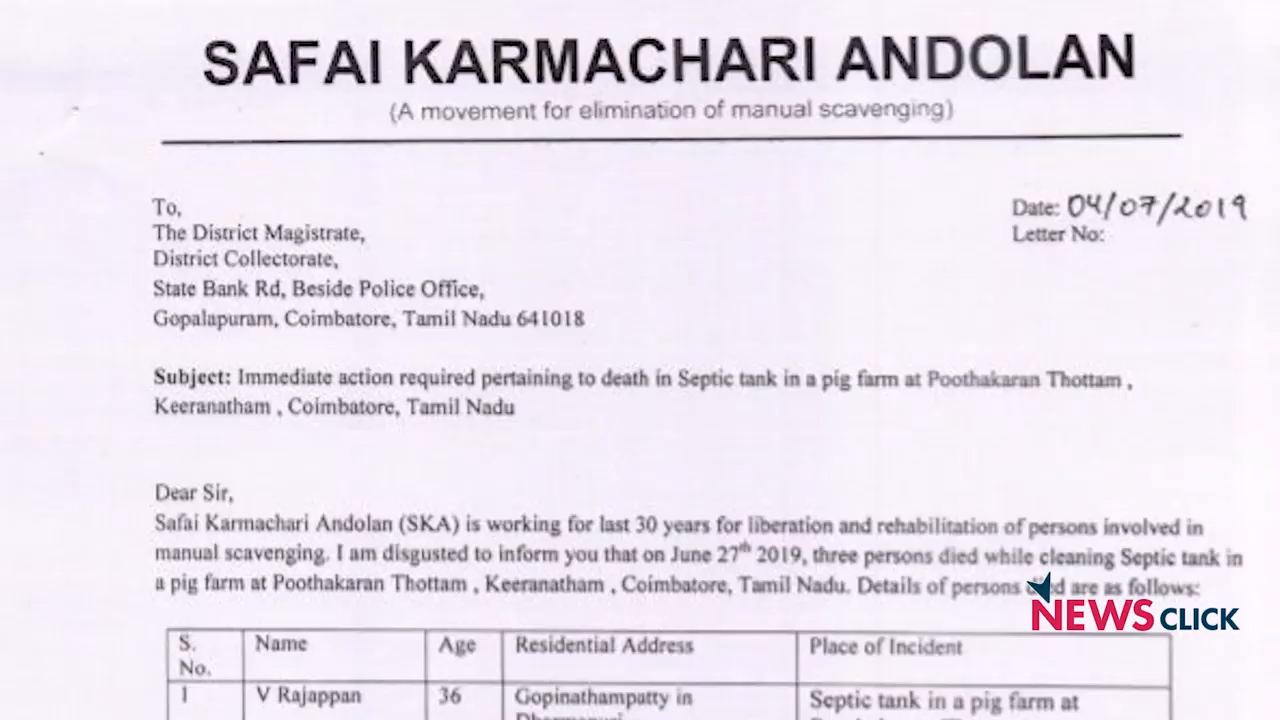 SAFAI KARMACHARI ANDOLAN
(A movement for elimination of manual scavenging)
To,
The District Magistrate,
District Collectorate,
State Bank Rd, Beside Police Office,
Gopalapuram, Coimbatore, Tamil Nadu 641018
Date: 04/07/2019
Letter No:
Subject: Immediate action required pertaining to death in Septic tank in a pig farm at Poothakaran Thottam ,
Keeranatham , Coimbatore, Tamil Nadu
Dear Sir,
Safai Karmachari Andolan (SKA) is working for last 30 years for liberation and rehabilitation of persons involved in
manual scavenging. I am disgusted to inform you that on June 27th 2019, three persons died while cleaning Septic tank in
a pig farm at Poothakaran Thottam , Keeranatham , Coimbatore, Tamil Nadu. Details of persons are as follows:
NEWS CLICK
S. No. Name Age Residential Address Place of Incident
1 V Rajappan 36 Gopinathampatty in Septic tank in a pig farm at